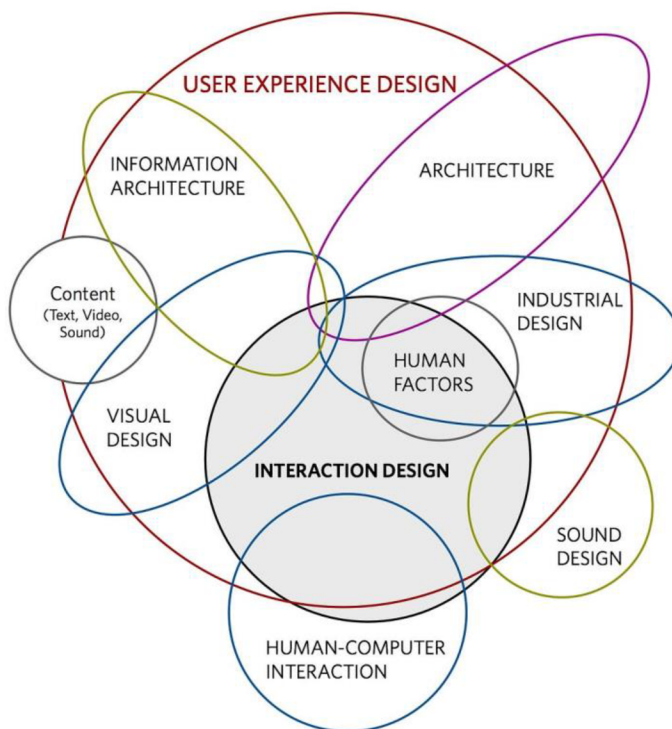 USER EXPERIENCE DESIGN
INFORMATION
ARCHITECTURE
ARCHITECTURE
Content
(Text, Video,
Sound)
INDUSTRIAL
DESIGN
HUMAN
FACTORS
VISUAL
DESIGN
INTERACTION DESIGN
SOUND
DESIGN
HUMAN-COMPUTER
INTERACTION